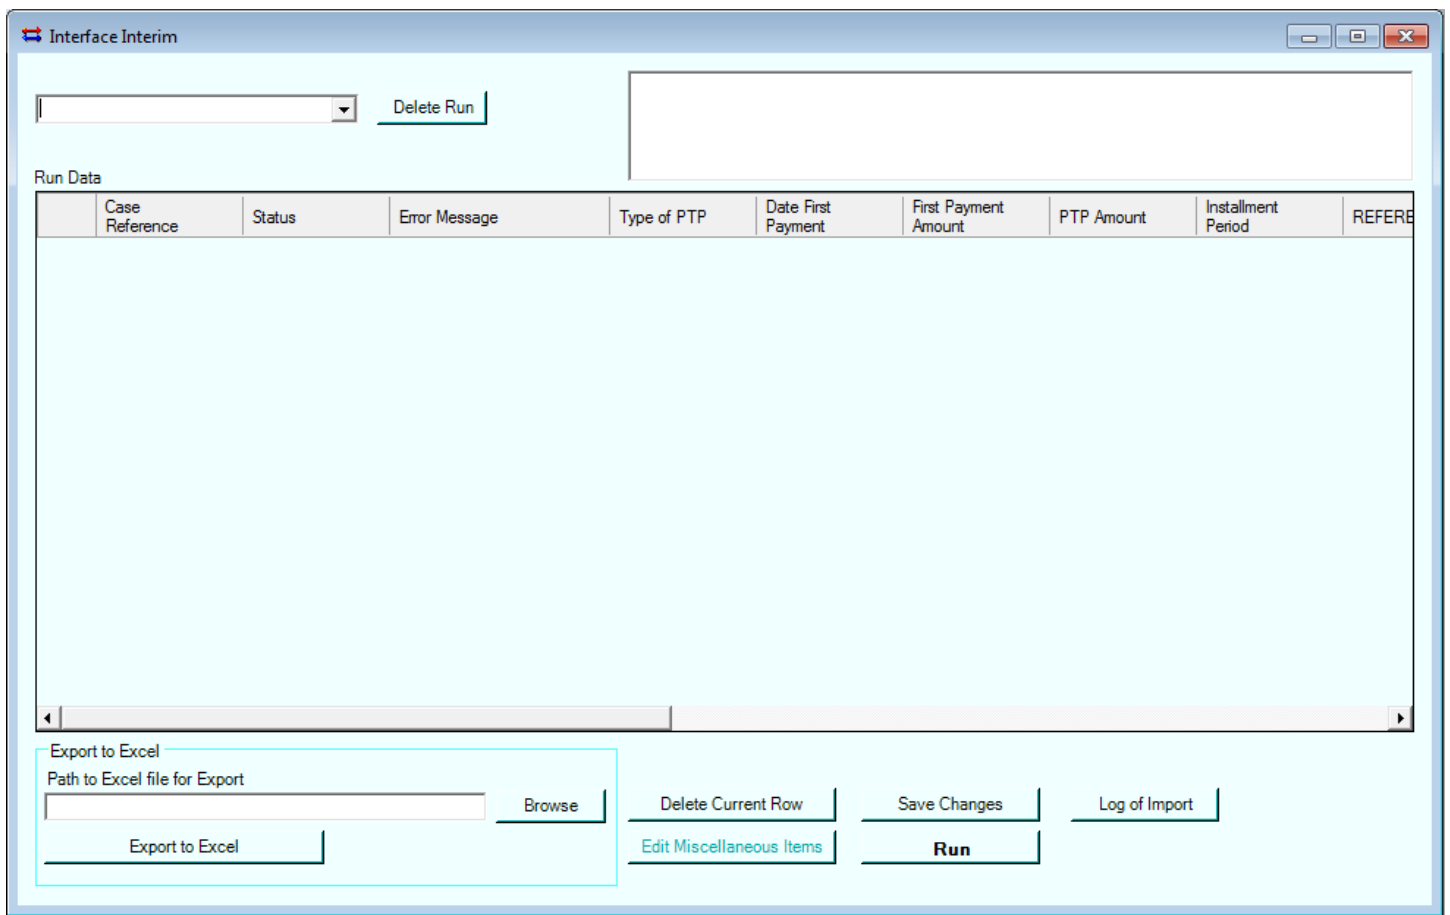 Interface Interim
Delete Run
Run Data
Case
Reference
Status
Error Message
Type of PTP
Date First
Payment
First Payment
Amount
PTP Amount
Installment
Period
REFERE
Export to Excel
Path to Excel file for Export
Browse
Export to Excel
Delete Current Row
Save Changes
Log of Import
Edit Miscellaneous Items
Run